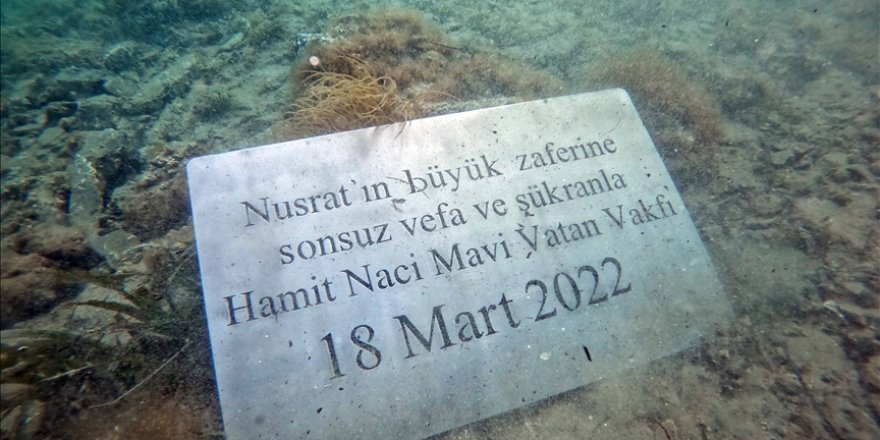 Nusrat'ın büyük zaferine
sonsuz vefa ve şükranla
Hamit Naci Mavi Vatan Vakfı
18 Mart 2022